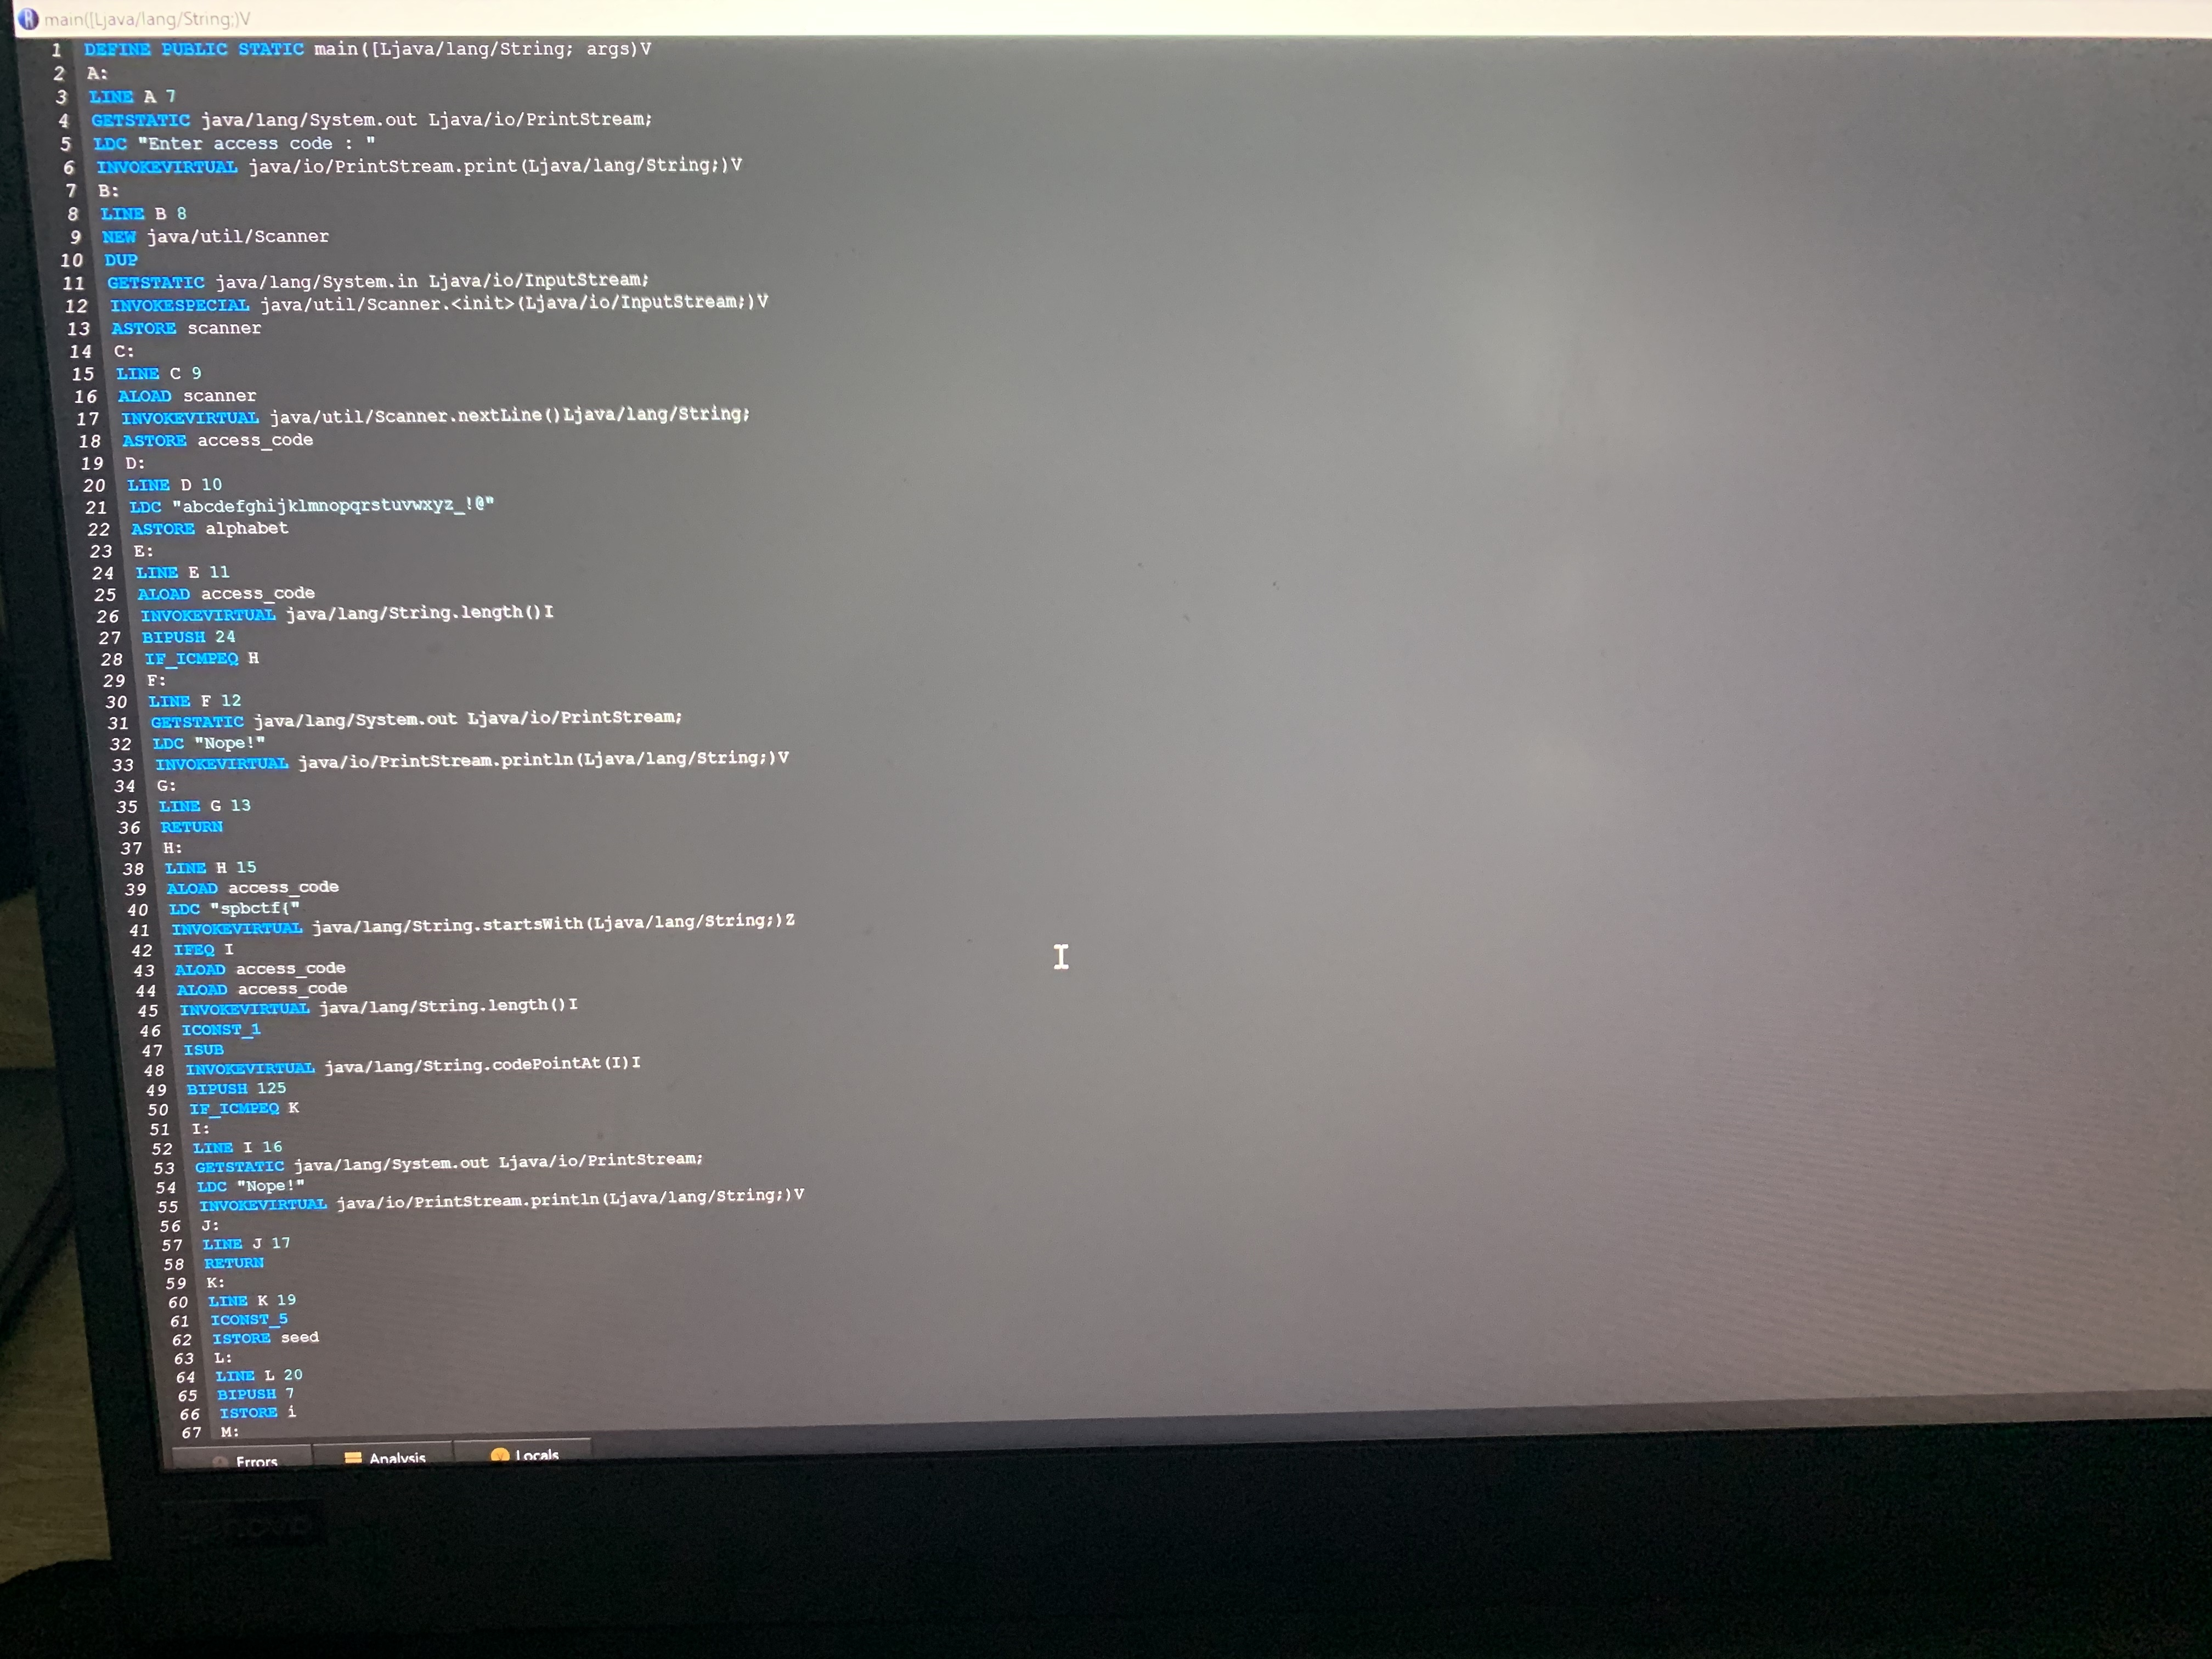 main([Ljava/lang/String;)V
1 DEFINE PUBLIC STATIC main([Ljava/lang/String; args)V
2 A:
3 LINE A 7
4 GETSTATIC java/lang/System.out Ljava/io/PrintStream;
5 LDC "Enter access code : "
6 INVOKEVIRTUAL java/io/PrintStream.print(Ljava/lang/String;)V
7 B:
8 LINE B 8
9 NEW java/util/Scanner
10 DUP
11 GETSTATIC java/lang/System.in Ljava/io/InputStream;
12 INVOKESPECIAL java/util/Scanner.<init>(Ljava/io/InputStream;)V
13 ASTORE scanner
14 C:
15 LINE C 9
16 ALOAD scanner
17 INVOKEVIRTUAL java/util/Scanner.nextLine()Ljava/lang/String;
18 ASTORE access_code
19 D:
20 LINE D 10
21 LDC "abcdefghijklmnopqrstuvwxyz_!@"
22 ASTORE alphabet
23 E:
24 LINE E 11
25 ALOAD access_code
26 INVOKEVIRTUAL java/lang/String.length()I
27 BIPUSH 24
28 IF_ICMPEQ H
29 F:
30 LINE F 12
31 GETSTATIC java/lang/System.out Ljava/io/PrintStream;
32 LDC "Nope!"
33 INVOKEVIRTUAL java/io/PrintStream.println(Ljava/lang/String;)V
34 G:
35 LINE G 13
36 RETURN
37 H:
38 LINE H 15
39 ALOAD access_code
40 LDC "spbctf{"
41 INVOKEVIRTUAL java/lang/String.startsWith(Ljava/lang/String;)Z
42 IFEQ I
43 ALOAD access_code
44 ALOAD access_code
45 INVOKEVIRTUAL java/lang/String.length()I
46 ICONST_1
47 ISUB
48 INVOKEVIRTUAL java/lang/String.codePointAt(I)I
49 BIPUSH 125
50 IF_ICMPEQ K
51 I:
52 LINE I 16
53 GETSTATIC java/lang/System.out Ljava/io/PrintStream;
54 LDC "Nope!"
55 INVOKEVIRTUAL java/io/PrintStream.println(Ljava/lang/String;)V
56 J:
57 LINE J 17
58 RETURN
59 K:
60 LINE K 19
61 ICONST_5
62 ISTORE seed
63 L:
64 LINE L 20
65 BIPUSH 7
66 ISTORE i
67 M:
Errors Analysis Locals